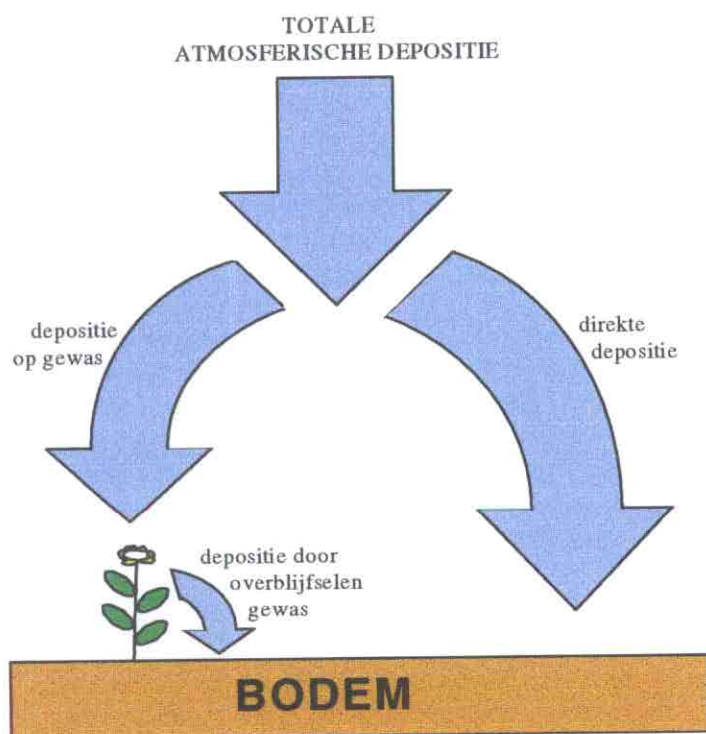 TOTALE
ATMOSFERISCHE DEPOSITIE
depositie
op gewas
direkte
depositie
depositie door
overblijfselen
gewas
BODEM